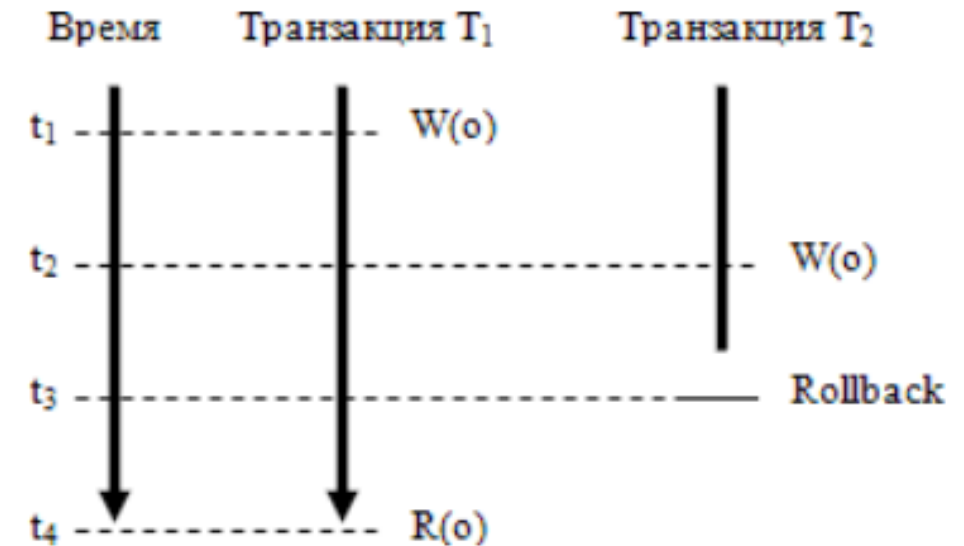 Время Транзакция T₁ Транзакция T₂
t₁ W(o)
t₂ W(o)
t₃ Rollback
t₄ R(o)